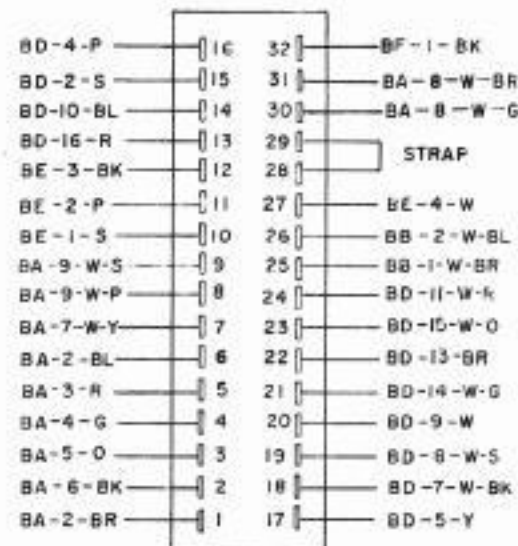 BD-4-P 16 32 BF-1-BK
BD-2-S 15 31 BA-8-W-BR
BD-10-BL 14 30 BA-8-W-G
BD-16-R 13 29
STRAP
BE-3-BK 12 28
BE-2-P 11 27 BE-4-W
BE-1-S 10 26 BB-2-W-BL
BA-9-W-S 9 25 BB-1-W-BR
BA-9-W-P 8 24 BD-11-W-R
BA-7-W-Y 7 23 BD-15-W-O
BA-2-BL 6 22 BD-13-BR
BA-3-R 5 21 BD-14-W-G
BA-4-G 4 20 BD-9-W
BA-5-O 3 19 BD-8-W-S
BA-6-BK 2 18 BD-7-W-BK
BA-2-BR 1 17 BD-5-Y